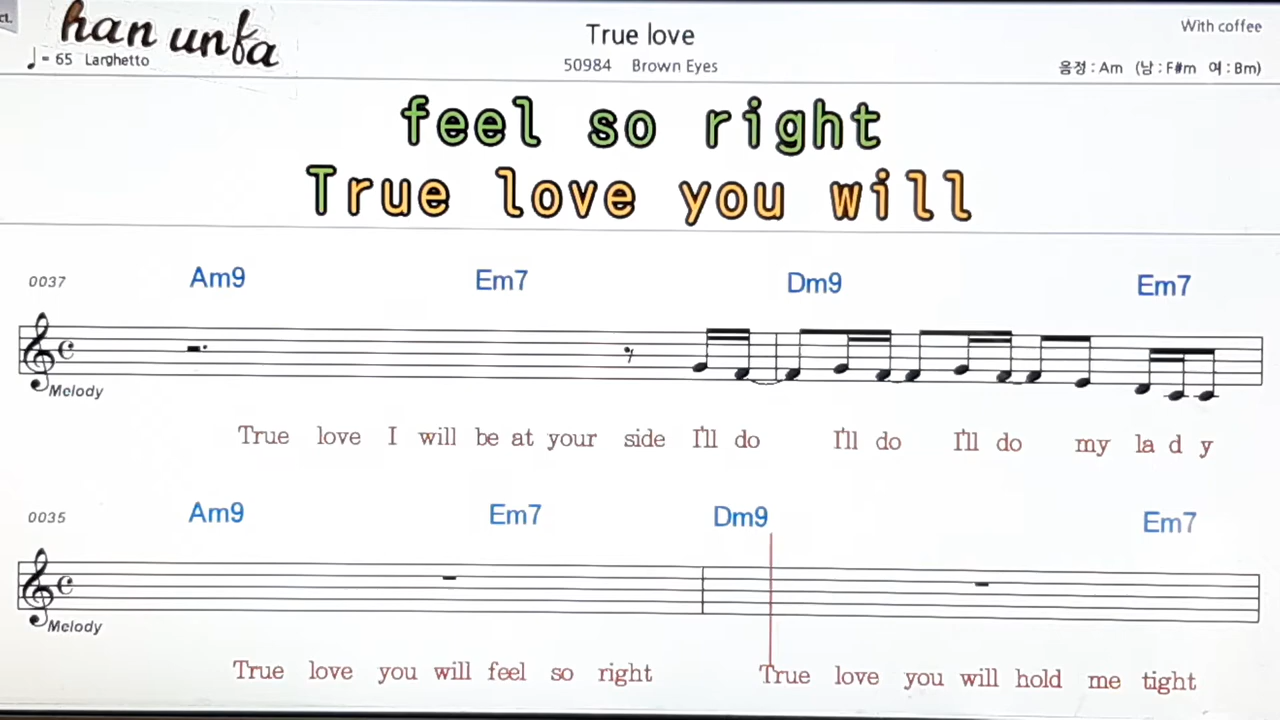 ct.
han unfa
True love
With coffee
♩= 65 Larghetto
50984 Brown Eyes
음정 : Am (남 : F#m 여 : Bm)
feel so right
True love you will
0037 Am9 Em7 Dm9 Em7
Melody
True love I will be at your side I'll do I'll do I'll do my la d y
0035 Am9 Em7 Dm9 Em7
Melody
True love you will feel so right True love you will hold me tight